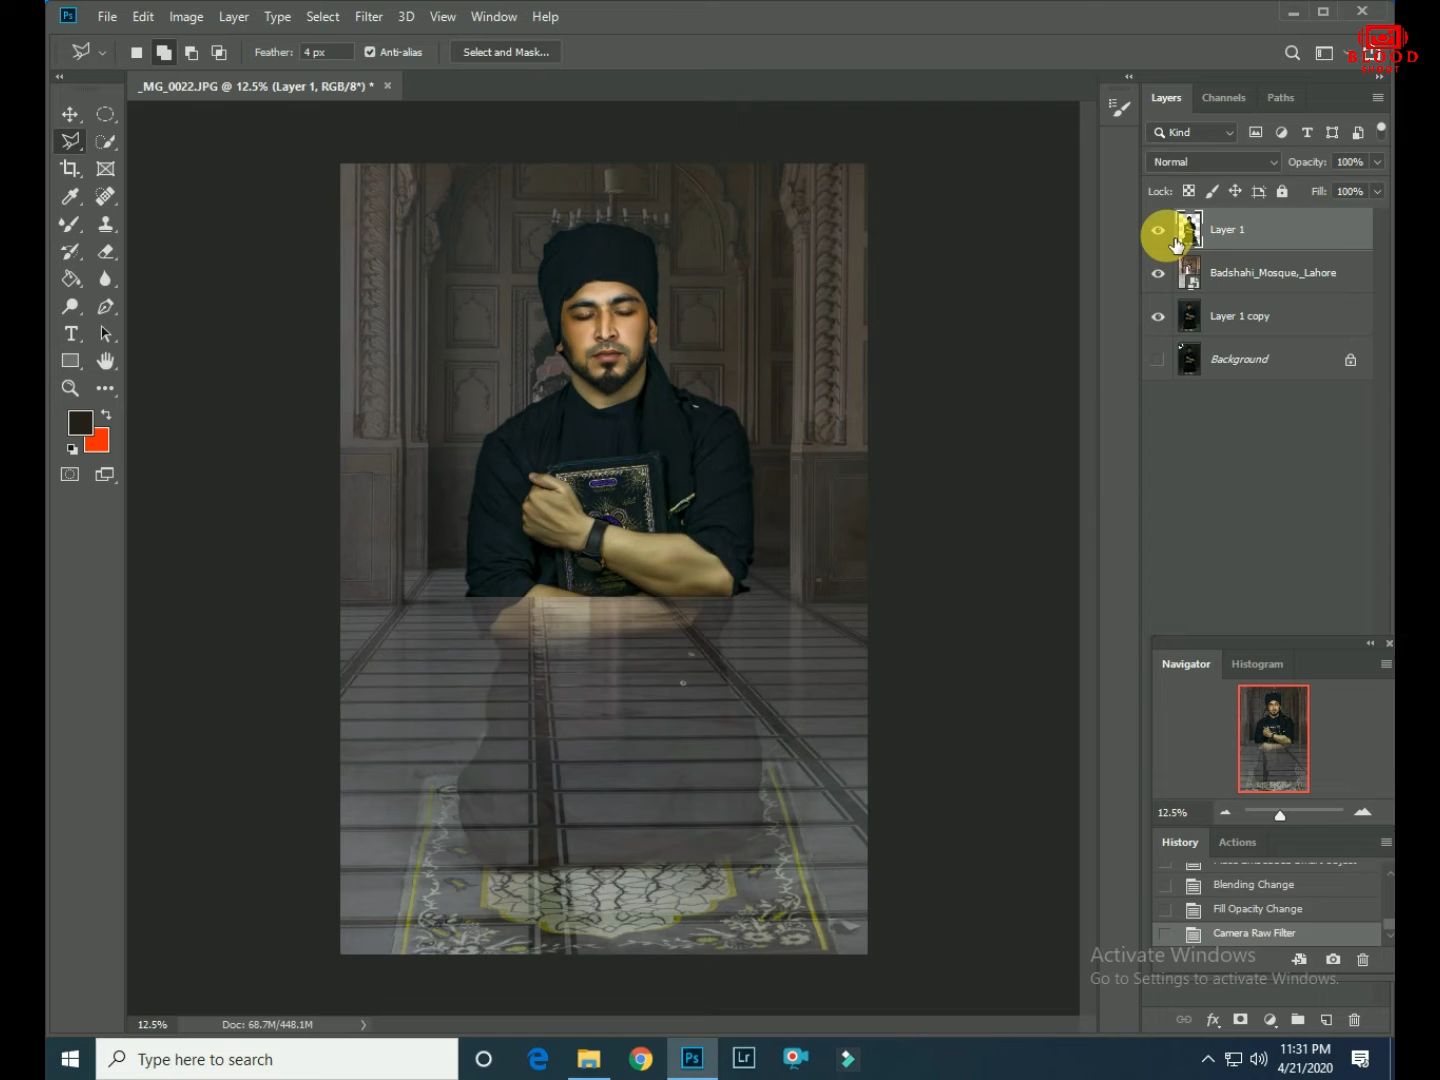 Ps File Edit Image Layer Type Select Filter 3D View Window Help
Feather: 4 px Anti-alias Select and Mask...
BLOOD
_MG_0022.JPG @ 12.5% (Layer 1, RGB/8*) *
Layers Channels Paths
Kind
Normal Opacity: 100%
Lock: Fill: 100%
Layer 1
Badshahi_Mosque,_Lahore
Layer 1 copy
Background
Navigator Histogram
12.5%
History Actions
Blending Change
Fill Opacity Change
Camera Raw Filter
Activate Windows
Go to Settings to activate Windows.
12.5% Doc: 68.7M/448.1M
Type here to search
Ps Lr
11:31 PM
4/21/2020